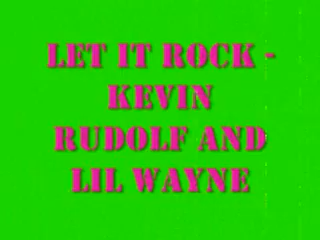 LET IT ROCK -
KEVIN
RUDOLF AND
LIL WAYNE